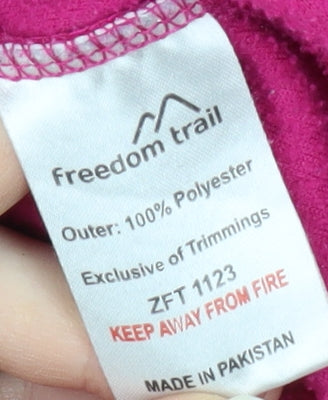 freedom trail
Outer: 100% Polyester
Exclusive of Trimmings
ZFT 1123
KEEP AWAY FROM FIRE
MADE IN PAKISTAN